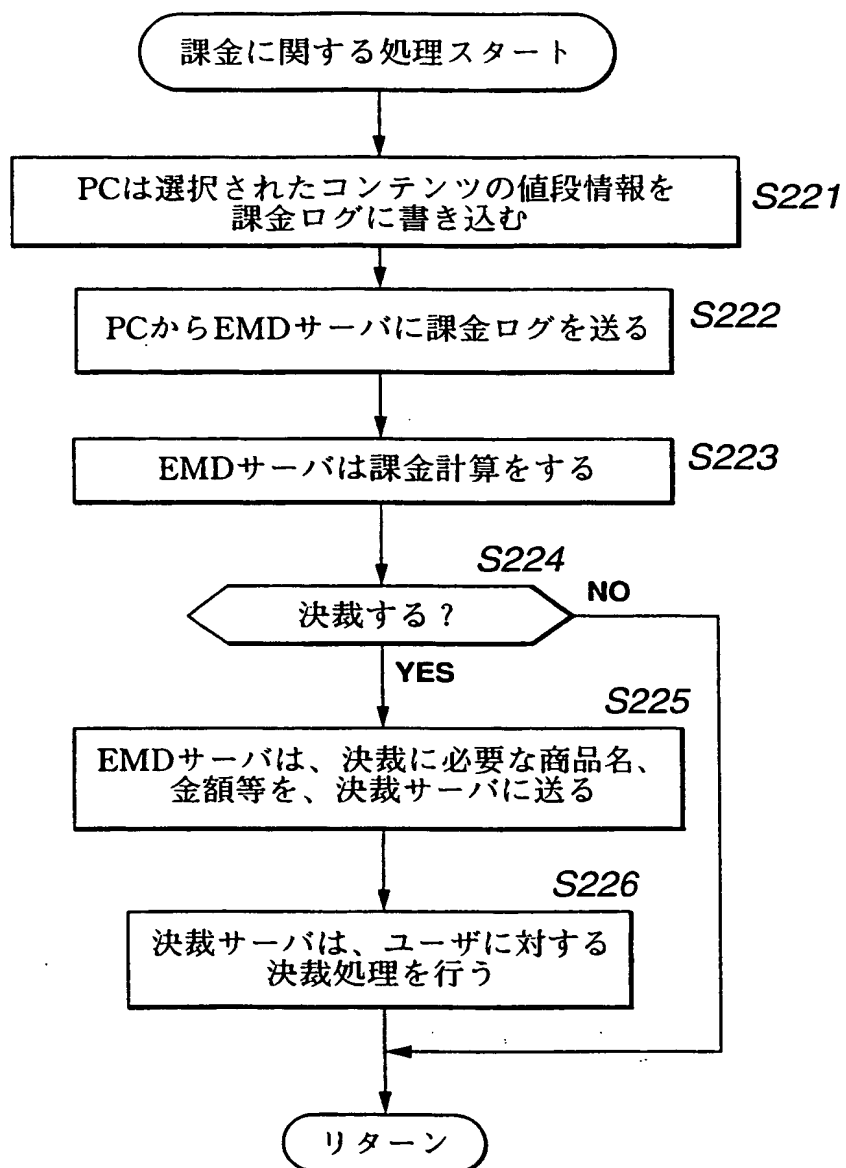 課金に関する処理スタート
PCは選択されたコンテンツの値段情報を
課金ログに書き込む
S221
PCからEMDサーバに課金ログを送る
S222
EMDサーバは課金計算をする
S223
S224
決裁する？
NO
YES
S225
EMDサーバは、決裁に必要な商品名、
金額等を、決裁サーバに送る
S226
決裁サーバは、ユーザに対する
決裁処理を行う
リターン